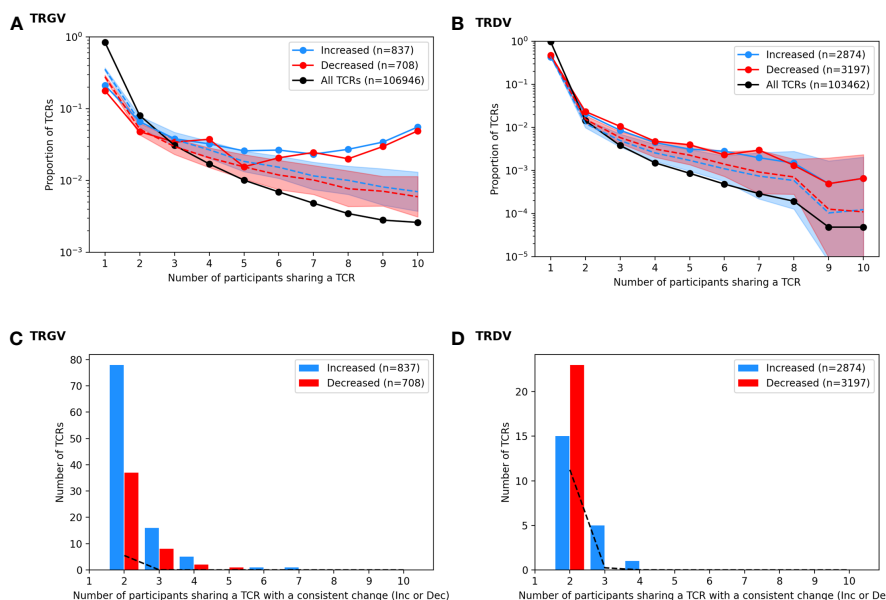 A TRGV
10⁰
10⁻¹
10⁻²
10⁻³
Proportion of TCRs
Increased (n=837)
Decreased (n=708)
All TCRs (n=106946)
1 2 3 4 5 6 7 8 9 10
Number of participants sharing a TCR
B TRDV
10⁰
10⁻¹
10⁻²
10⁻³
10⁻⁴
10⁻⁵
Proportion of TCRs
Increased (n=2874)
Decreased (n=3197)
All TCRs (n=103462)
1 2 3 4 5 6 7 8 9 10
Number of participants sharing a TCR
C TRGV
80
70
60
50
40
30
20
10
0
Number of TCRs
Increased (n=837)
Decreased (n=708)
1 2 3 4 5 6 7 8 9 10
Number of participants sharing a TCR with a consistent change (Inc or Dec)
D TRDV
20
15
10
5
0
Number of TCRs
Increased (n=2874)
Decreased (n=3197)
1 2 3 4 5 6 7 8 9 10
Number of participants sharing a TCR with a consistent change (Inc or De